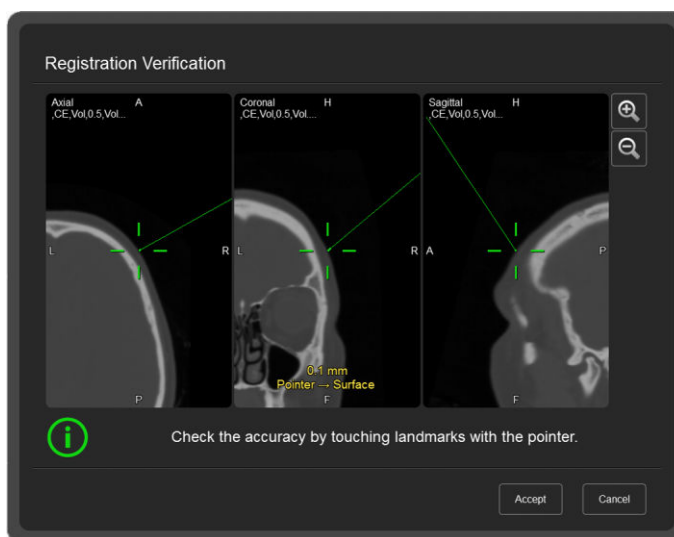 Registration Verification
Axial A
,CE,Vol,0.5,Vol...
Coronal H
,CE,Vol,0.5,Vol....
Sagittal H
,CE,Vol,0.5,Vol...
L R L R A P
0.1 mm
Pointer → Surface
P F F
Check the accuracy by touching landmarks with the pointer.
Accept Cancel